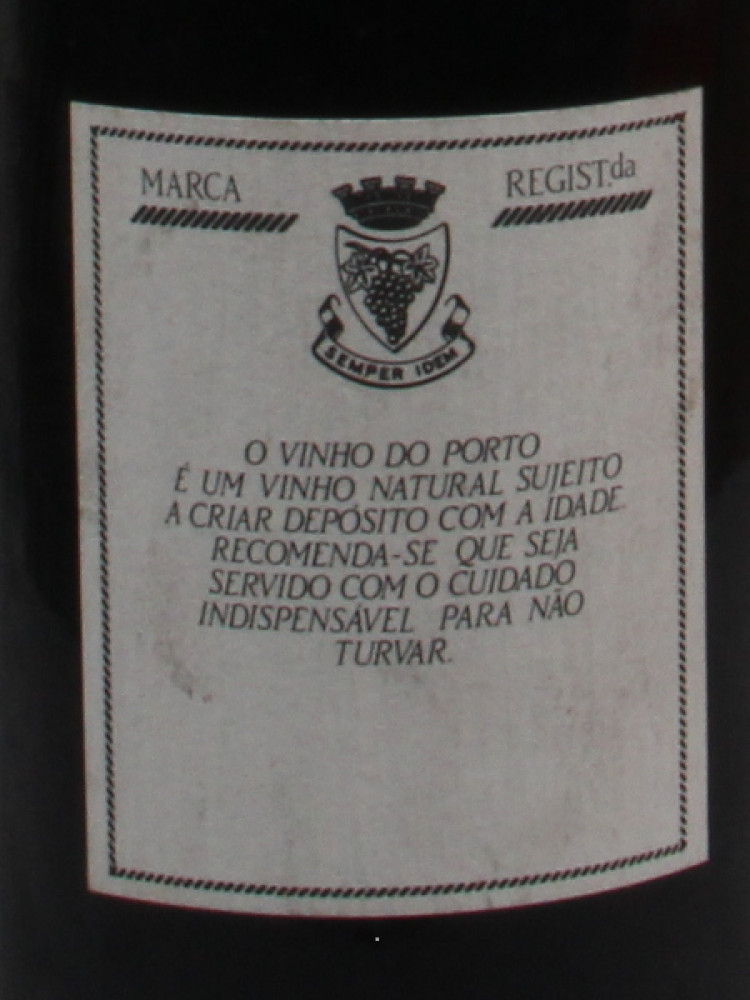 MARCA
REGIST.da
SEMPER IDEM
O VINHO DO PORTO
É UM VINHO NATURAL SUJEITO
A CRIAR DEPÓSITO COM A IDADE.
RECOMENDA-SE QUE SEJA
SERVIDO COM O CUIDADO
INDISPENSÁVEL PARA NÃO
TURVAR.